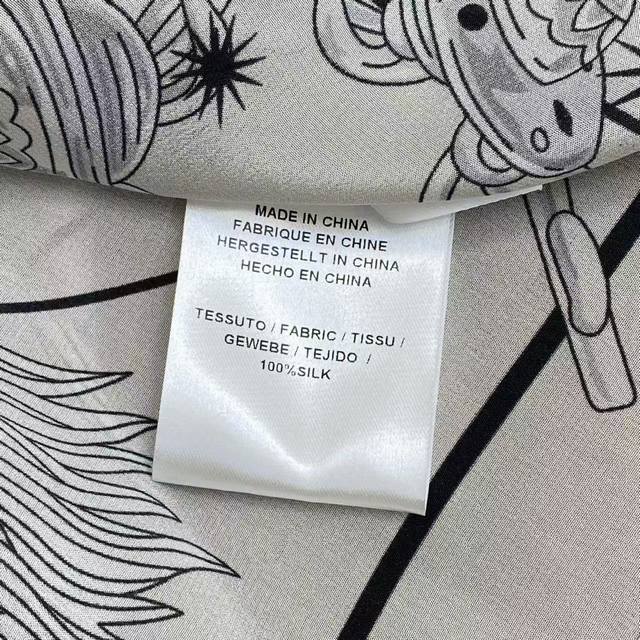 MADE IN CHINA
FABRIQUE EN CHINE
HERGESTELLT IN CHINA
HECHO EN CHINA
TESSUTO / FABRIC / TISSU /
GEWEBE / TEJIDO /
100%SILK